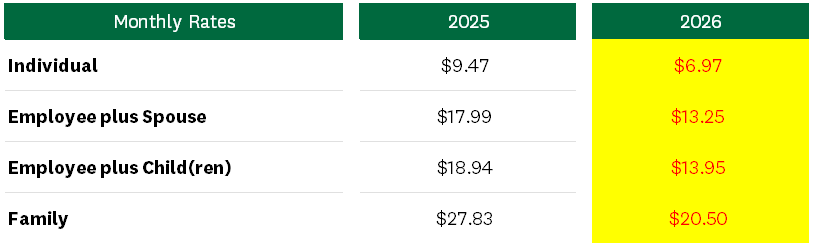 Monthly Rates 2025 2026
Individual $9.47 $6.97
Employee plus Spouse $17.99 $13.25
Employee plus Child(ren) $18.94 $13.95
Family $27.83 $20.50